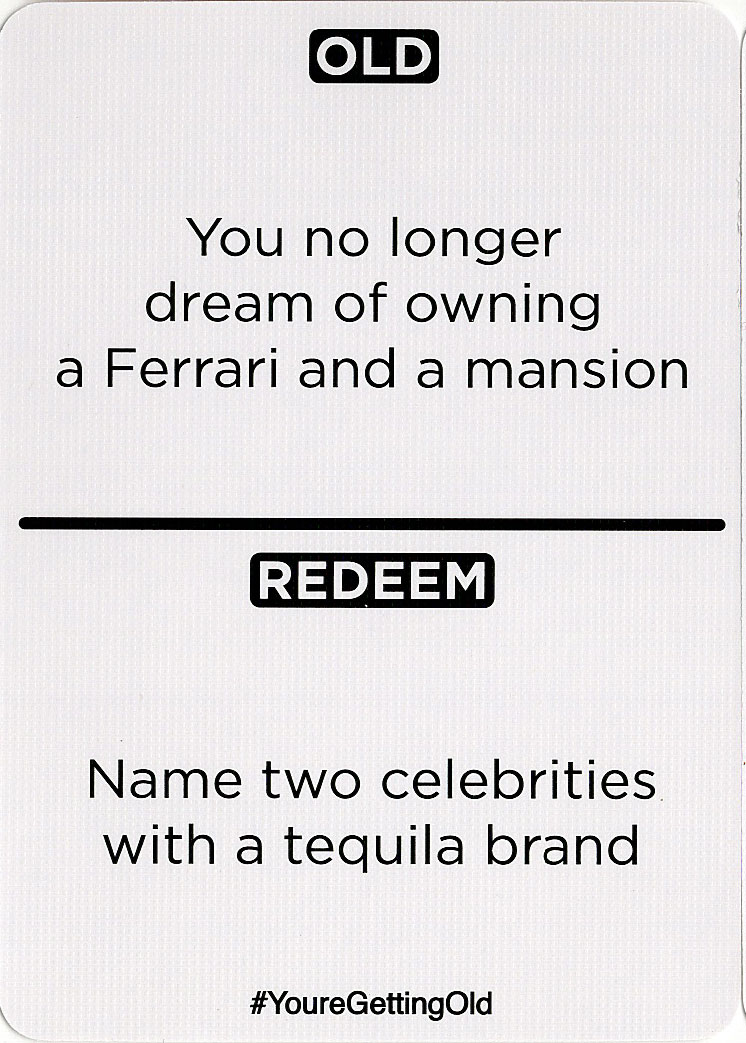 OLD
You no longer
dream of owning
a Ferrari and a mansion
REDEEM
Name two celebrities
with a tequila brand
#YoureGettingOld